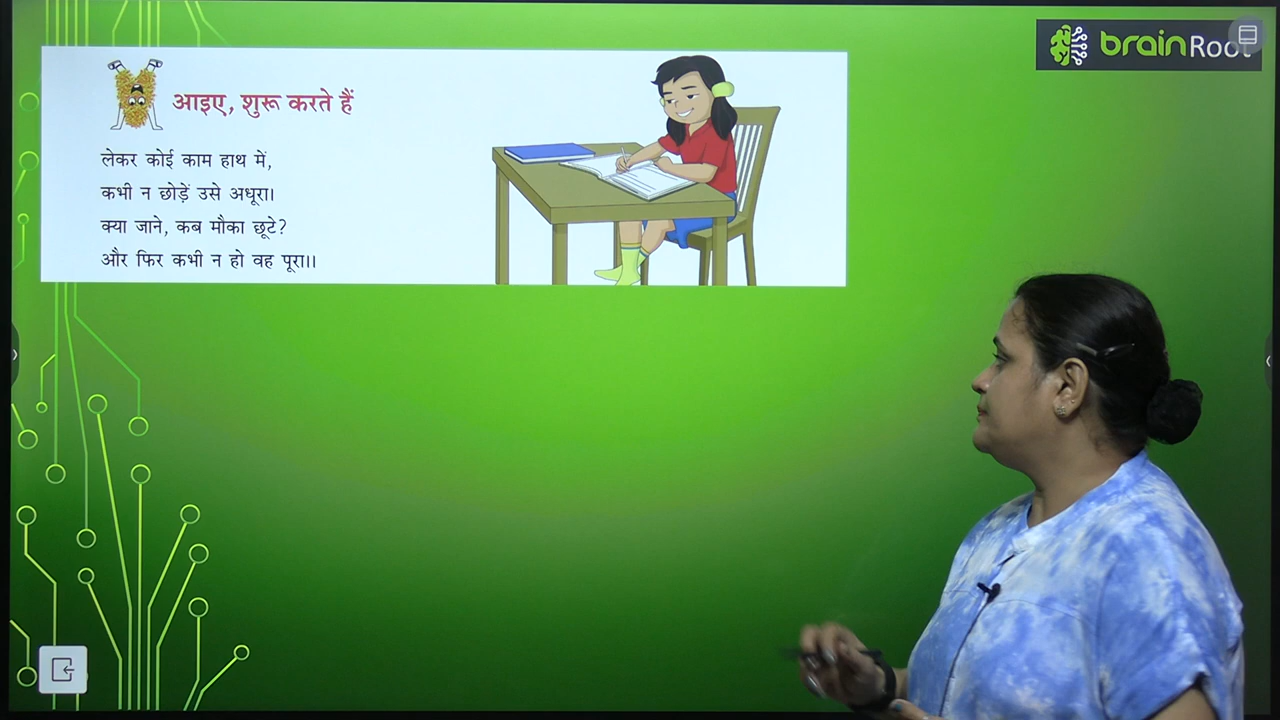 brainRoot
आइए, शुरू करते हैं
लेकर कोई काम हाथ में,
कभी न छोड़ें उसे अधूरा।
क्या जाने, कब मौका छूटे?
और फिर कभी न हो वह पूरा।।